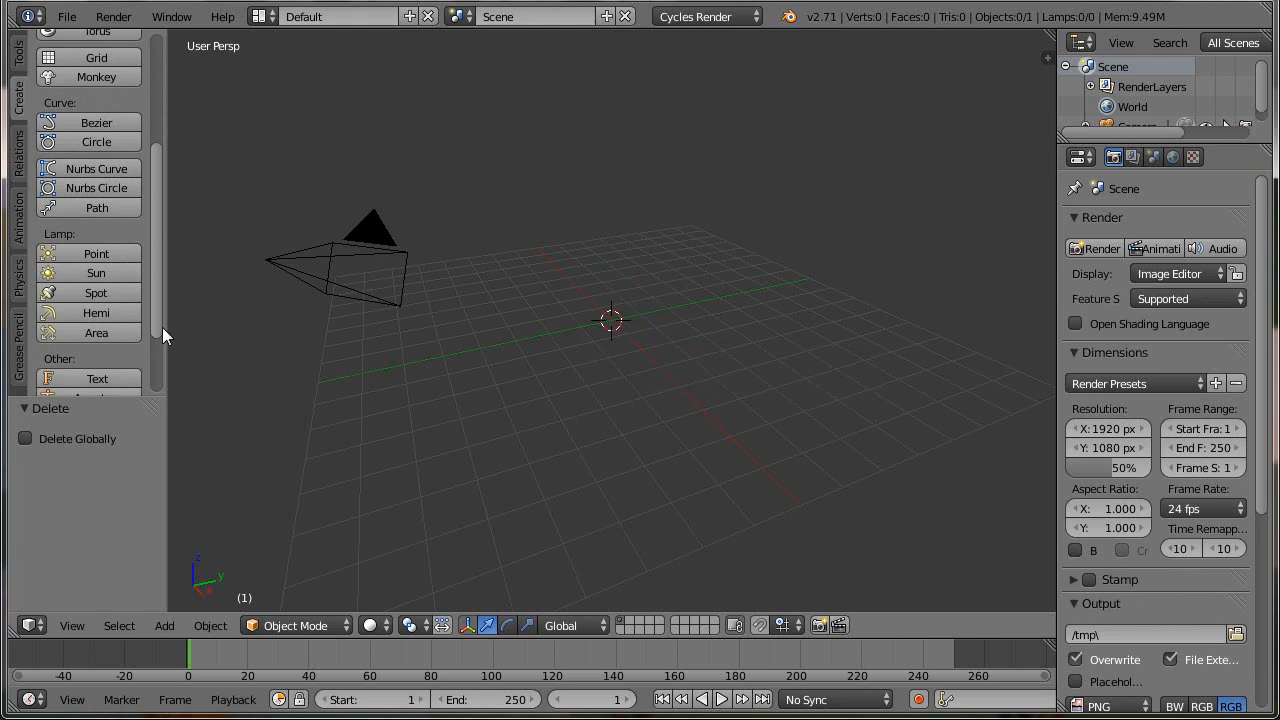 File Render Window Help Default Scene Cycles Render v2.71 | Verts:0 | Faces:0 | Tris:0 | Objects:0/1 | Lamps:0/0 | Mem:9.49M
Torus
Grid
Monkey
Curve:
Bezier
Circle
Nurbs Curve
Nurbs Circle
Path
Lamp:
Point
Sun
Spot
Hemi
Area
Other:
Text
Tools
Create
Relations
Animation
Physics
Grease Pencil
Delete
Delete Globally
User Persp
z
y
x
(1)
View Select Add Object Object Mode Global
-40 -20 0 20 40 60 80 100 120 140 160 180 200 220 240 260
View Marker Frame Playback Start: 1 End: 250 1 No Sync
View Search All Scenes
Scene
RenderLayers
World
Camera
Scene
Render
Render Animati Audio
Display: Image Editor
Feature S Supported
Open Shading Language
Dimensions
Render Presets
Resolution: Frame Range:
X:1920 px Start Fra: 1
Y: 1080 px End F: 250
50% Frame S: 1
Aspect Ratio: Frame Rate:
X: 1.000 24 fps
Y: 1.000 Time Remapp...
B Cr 10 10
Stamp
Output
/tmp\
Overwrite File Exte...
Placehol...
PNG BW RGB RGB